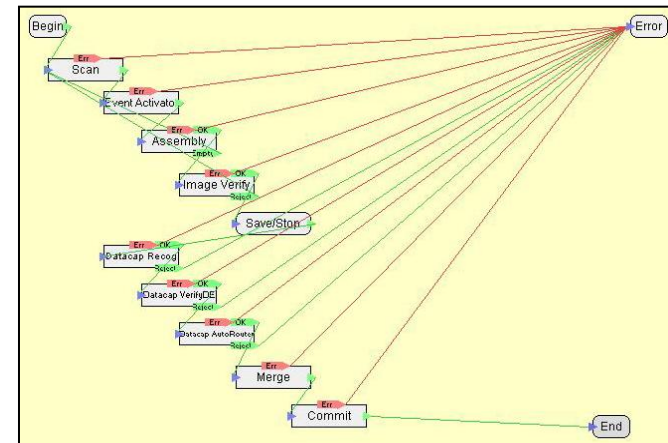 Begin
Error
Err
Scan
Err
Event Activato
Err OK
Assembly
Empty
Err OK
Image Verify
Reject
Save/Stop
Err OK
Datacap Recog
Reject
Err OK
Datacap VerifyDE
Reject
Err OK
Datacap AutoRouter
Reject
Err
Merge
Err
Commit
End